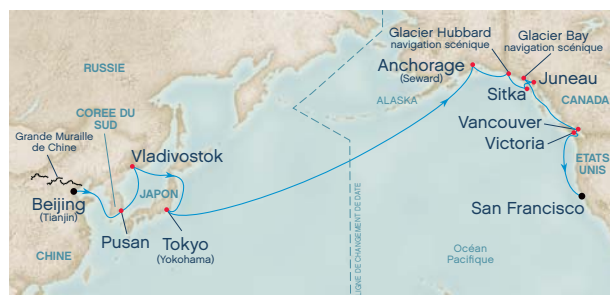 Glacier Hubbard
navigation scénique
Glacier Bay
navigation scénique
RUSSIE
Anchorage
(Seward)
Juneau
Sitka
ALASKA
CANADA
CORÉE DU
SUD
Grande Muraille
de Chine
Vladivostok
Vancouver
Victoria
ÉTATS
UNIS
Beijing
(Tianjin)
JAPON
San Francisco
Pusan
Tokyo
(Yokohama)
CHINE
Océan
Pacifique
LIGNE DE CHANGEMENT DE DATE